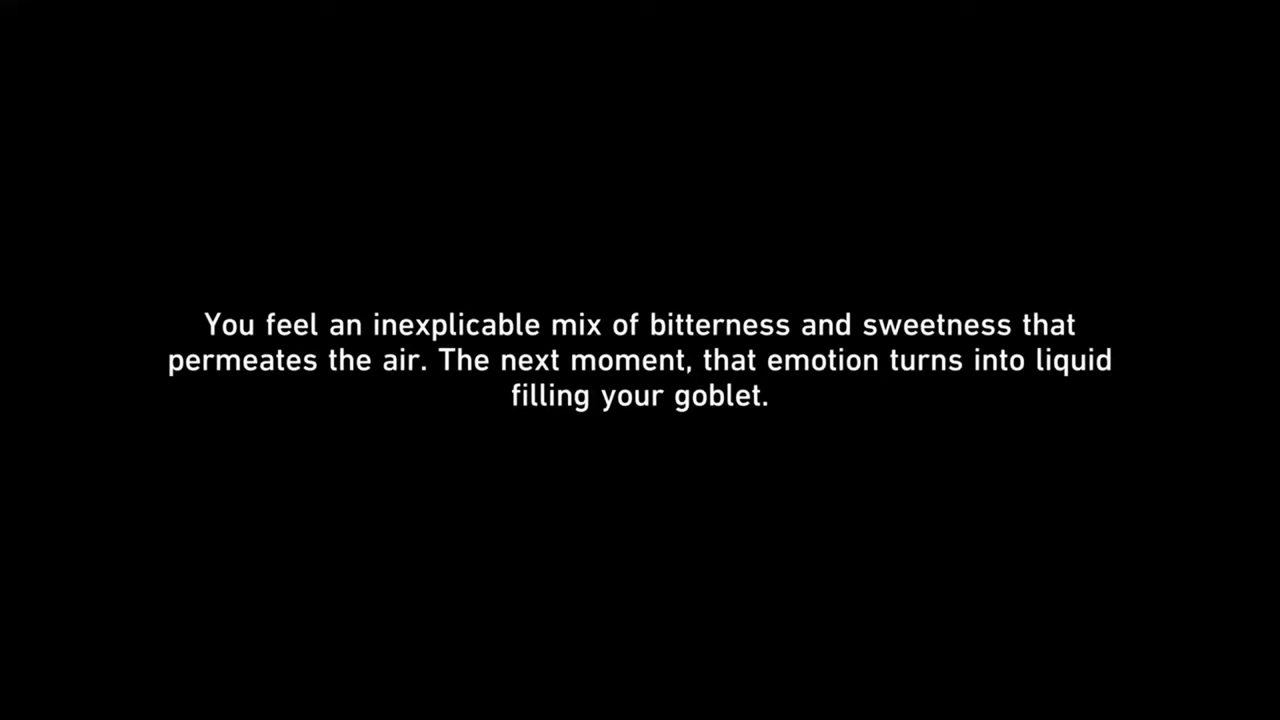 You feel an inexplicable mix of bitterness and sweetness that
permeates the air. The next moment, that emotion turns into liquid
filling your goblet.